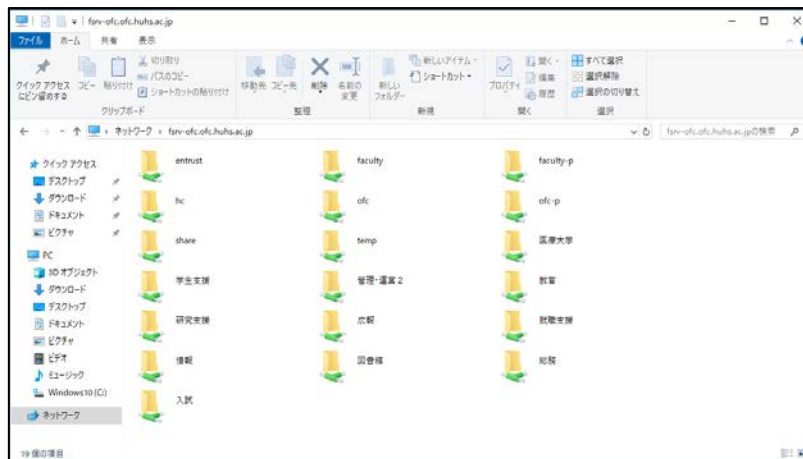 fsrv-ofc.ofc.huhs.ac.jp
ファイル ホーム 共有 表示
クイック アクセスにピン留めする
コピー
貼り付け
切り取り
パスのコピー
ショートカットの貼り付け
クリップボード
移動先
コピー先
削除
名前の変更
整理
新しいフォルダー
新しいアイテム
ショートカット
新規
プロパティ
開く
編集
履歴
開く
すべて選択
選択解除
選択の切り替え
選択
ネットワーク › fsrv-ofc.ofc.huhs.ac.jp
fsrv-ofc.ofc.huhs.ac.jpの検索
クイック アクセス
デスクトップ
ダウンロード
ドキュメント
ピクチャ
PC
3D オブジェクト
ダウンロード
デスクトップ
ドキュメント
ピクチャ
ビデオ
ミュージック
Windows10 (C:)
ネットワーク
entrust faculty faculty-p
hc ofc ofc-p
share temp 医療大学
学生支援 管理・運営2 教育
研究支援 広報 就職支援
情報 図書館 総務
入試
19 個の項目